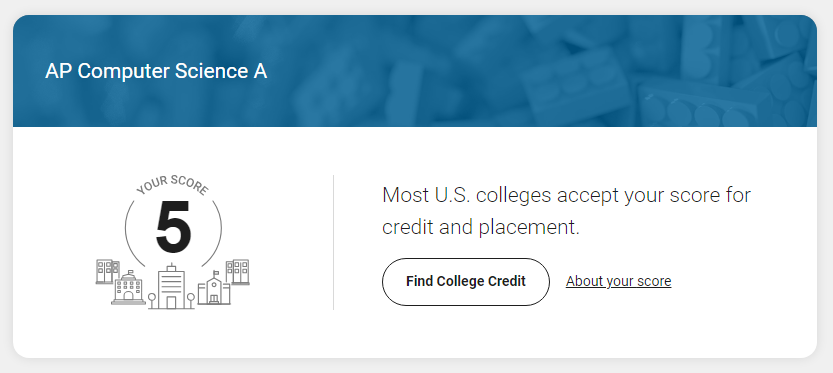 AP Computer Science A
YOUR SCORE
5
Most U.S. colleges accept your score for
credit and placement.
Find College Credit About your score